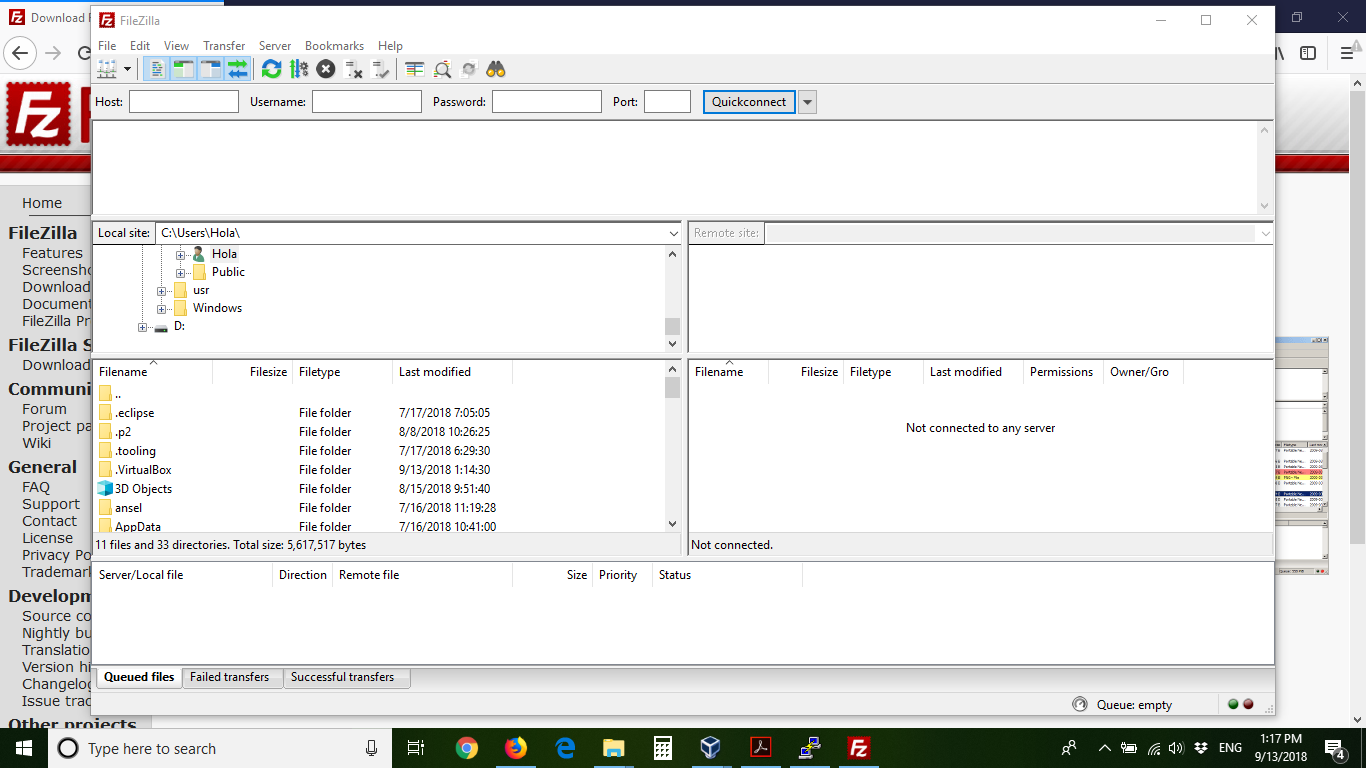 Download F
FileZilla
File Edit View Transfer Server Bookmarks Help
Host: Username: Password: Port: Quickconnect
Local site: C:\Users\Hola\
Remote site:
Hola
Public
usr
Windows
D:
Filename Filesize Filetype Last modified
..
.eclipse File folder 7/17/2018 7:05:05
.p2 File folder 8/8/2018 10:26:25
.tooling File folder 7/17/2018 6:29:30
.VirtualBox File folder 9/13/2018 1:14:30
3D Objects File folder 8/15/2018 9:51:40
ansel File folder 7/16/2018 11:19:28
AppData File folder 7/16/2018 10:41:00
11 files and 33 directories. Total size: 5,617,517 bytes
Filename Filesize Filetype Last modified Permissions Owner/Gro
Not connected to any server
Not connected.
Server/Local file Direction Remote file Size Priority Status
Queued files Failed transfers Successful transfers
Queue: empty
Fz
Home
FileZilla
Features
Screensho
Download
Document
FileZilla Pr
FileZilla S
Download
Communi
Forum
Project pa
Wiki
General
FAQ
Support
Contact
License
Privacy Po
Trademark
Developm
Source co
Nightly bu
Translatio
Version hi
Changelog
Issue trac
Other projects
Type here to search
ENG
1:17 PM
9/13/2018
4